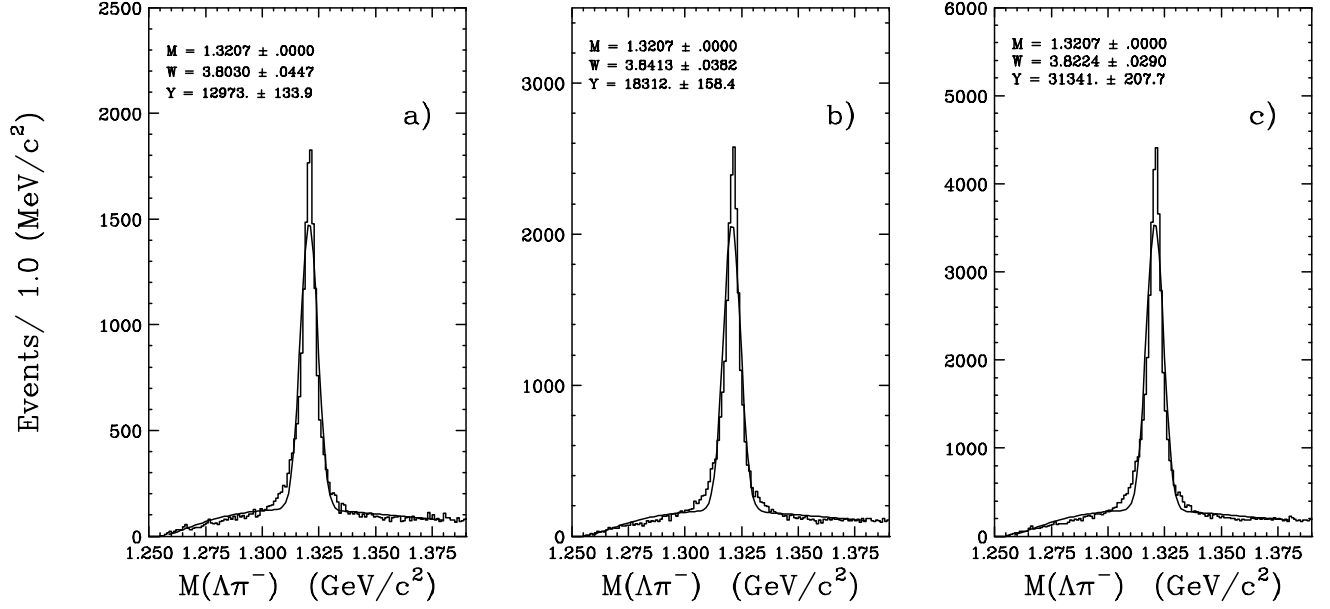 Events/ 1.0 (MeV/c²)
2500
2000
1500
1000
500
0
M = 1.3207 ± .0000
W = 3.8030 ± .0447
Y = 12973. ± 133.9
a)
1.250 1.275 1.300 1.325 1.350 1.375
M(Λπ⁻) (GeV/c²)
3000
2000
1000
0
M = 1.3207 ± .0000
W = 3.8413 ± .0382
Y = 18312. ± 158.4
b)
1.250 1.275 1.300 1.325 1.350 1.375
M(Λπ⁻) (GeV/c²)
6000
5000
4000
3000
2000
1000
0
M = 1.3207 ± .0000
W = 3.8224 ± .0290
Y = 31341. ± 207.7
c)
1.250 1.275 1.300 1.325 1.350 1.375
M(Λπ⁻) (GeV/c²)